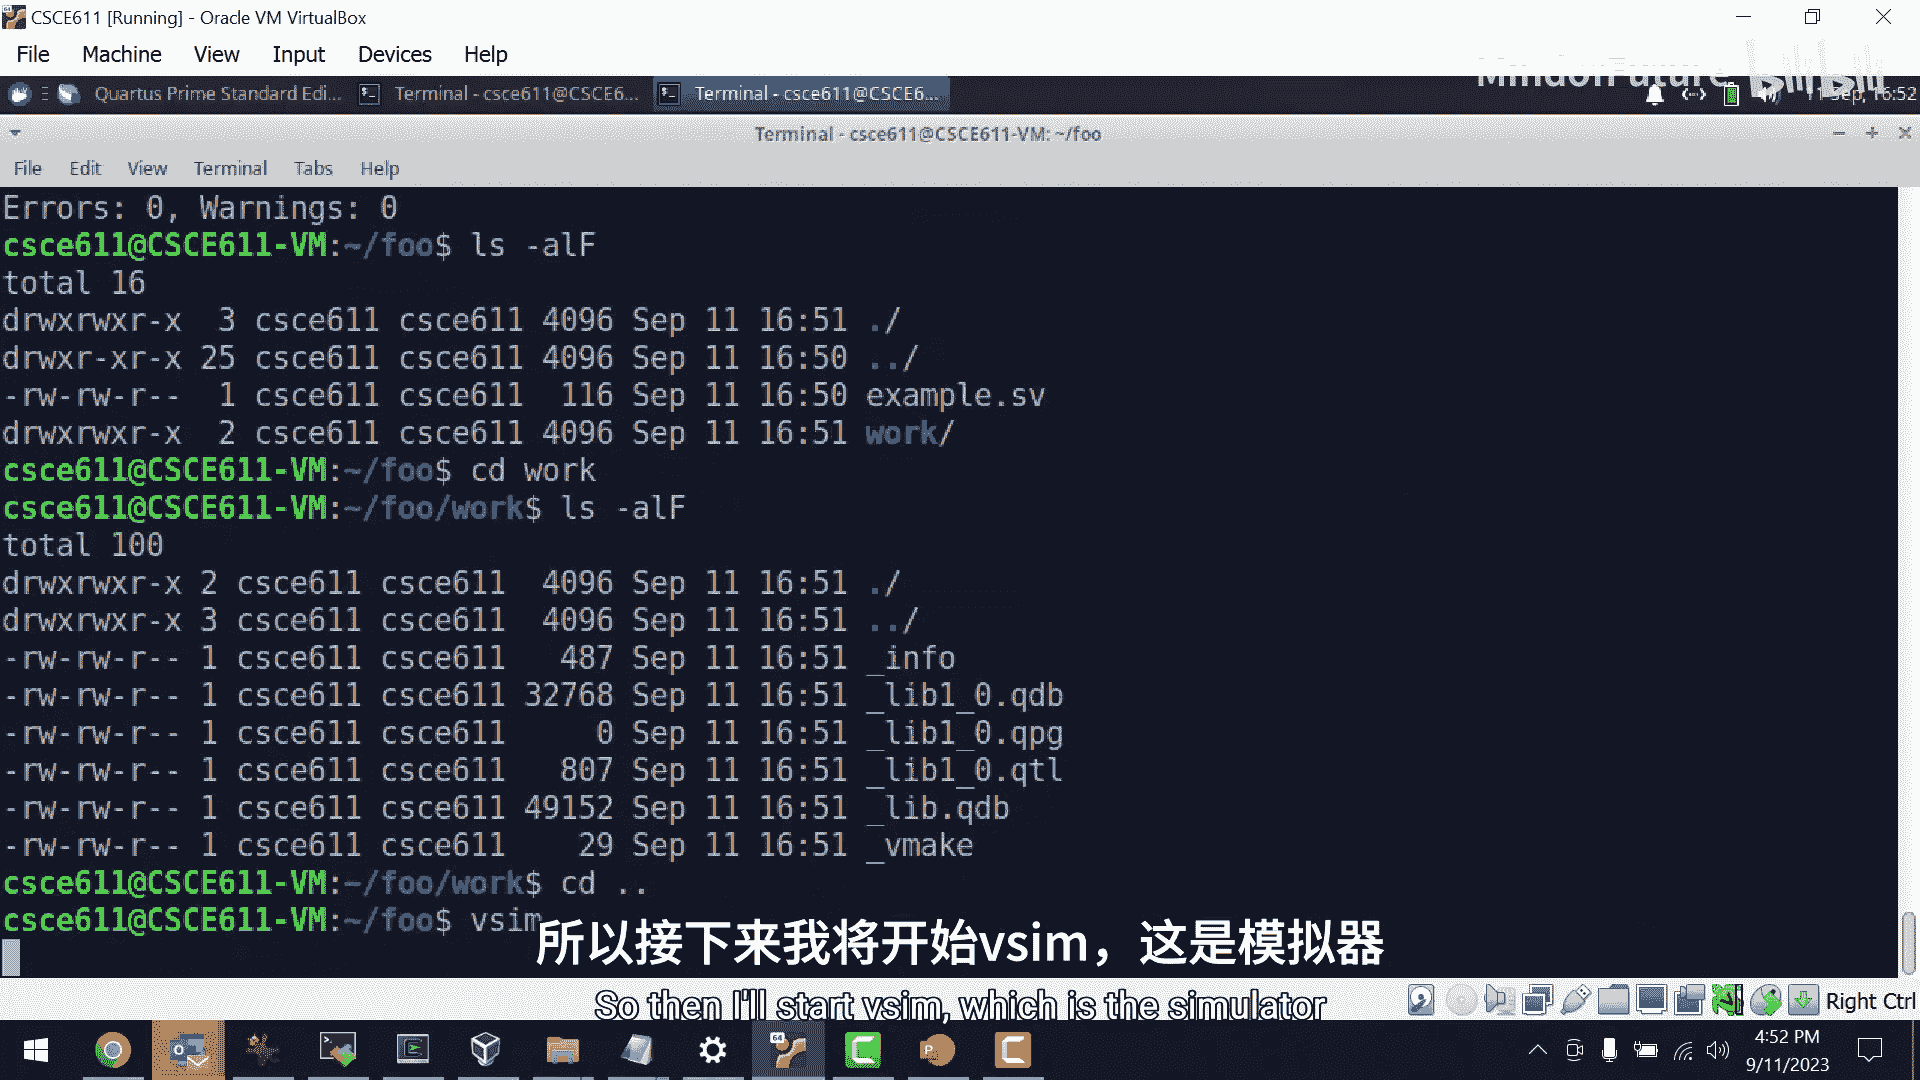 CSCE611 [Running] - Oracle VM VirtualBox
File Machine View Input Devices Help
MindorFuture bilibili
Quartus Prime Standard Edi... Terminal - csce611@CSCE6... Terminal - csce611@CSCE6... 11 Sep, 16:52
Terminal - csce611@CSCE611-VM: ~/foo
File Edit View Terminal Tabs Help
Errors: 0, Warnings: 0
csce611@CSCE611-VM:~/foo$ ls -alF
total 16
drwxrwxr-x  3 csce611 csce611 4096 Sep 11 16:51 ./
drwxr-xr-x 25 csce611 csce611 4096 Sep 11 16:50 ../
-rw-rw-r--  1 csce611 csce611  116 Sep 11 16:50 example.sv
drwxrwxr-x  2 csce611 csce611 4096 Sep 11 16:51 work/
csce611@CSCE611-VM:~/foo$ cd work
csce611@CSCE611-VM:~/foo/work$ ls -alF
total 100
drwxrwxr-x 2 csce611 csce611  4096 Sep 11 16:51 ./
drwxrwxr-x 3 csce611 csce611  4096 Sep 11 16:51 ../
-rw-rw-r-- 1 csce611 csce611   487 Sep 11 16:51 _info
-rw-rw-r-- 1 csce611 csce611 32768 Sep 11 16:51 _lib1_0.qdb
-rw-rw-r-- 1 csce611 csce611     0 Sep 11 16:51 _lib1_0.qpg
-rw-rw-r-- 1 csce611 csce611   807 Sep 11 16:51 _lib1_0.qtl
-rw-rw-r-- 1 csce611 csce611 49152 Sep 11 16:51 _lib.qdb
-rw-rw-r-- 1 csce611 csce611    29 Sep 11 16:51 _vmake
csce611@CSCE611-VM:~/foo/work$ cd ..
csce611@CSCE611-VM:~/foo$ vsim
所以接下来我将开始vsim，这是模拟器
So then I'll start vsim, which is the simulator
Right Ctrl
4:52 PM
9/11/2023